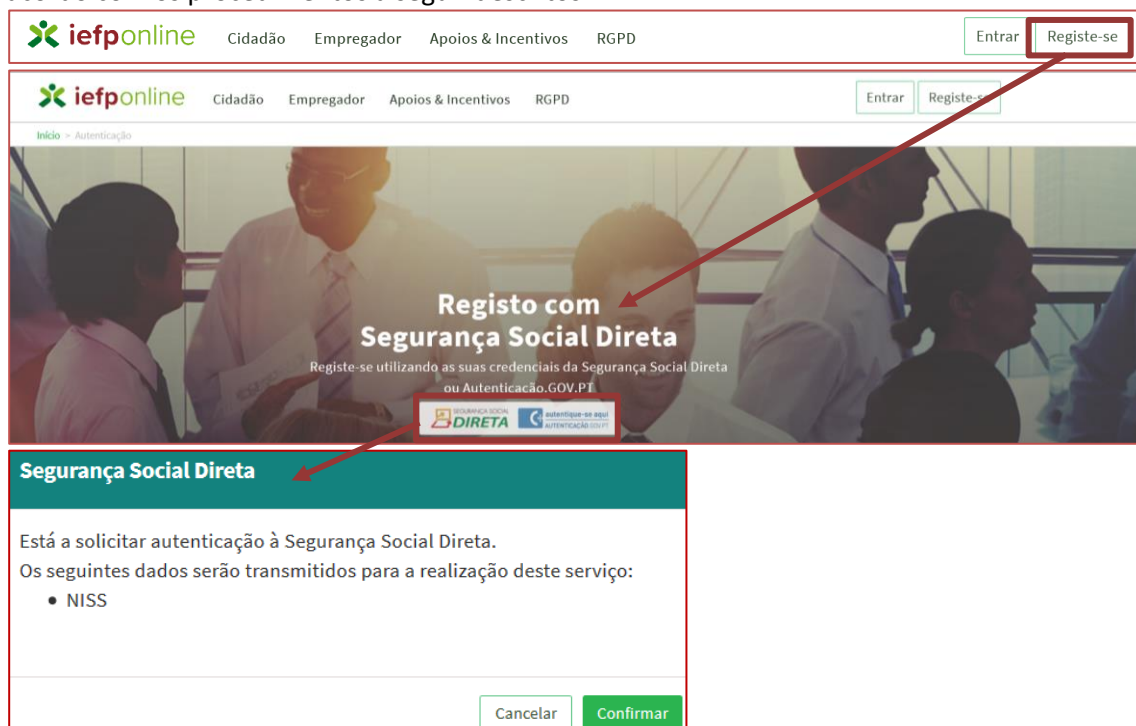 iefponline Cidadão Empregador Apoios & Incentivos RGPD Entrar Registe-se
iefponline Cidadão Empregador Apoios & Incentivos RGPD Entrar Registe-se
Início > Autenticação
Registo com
Segurança Social Direta
Registe-se utilizando as suas credenciais da Segurança Social Direta
ou Autenticação.GOV.PT
SEGURANÇA SOCIAL autentique-se aqui
DIRETA AUTENTICAÇÃO.GOV.PT
Segurança Social Direta
Está a solicitar autenticação à Segurança Social Direta.
Os seguintes dados serão transmitidos para a realização deste serviço:
• NISS
Cancelar Confirmar